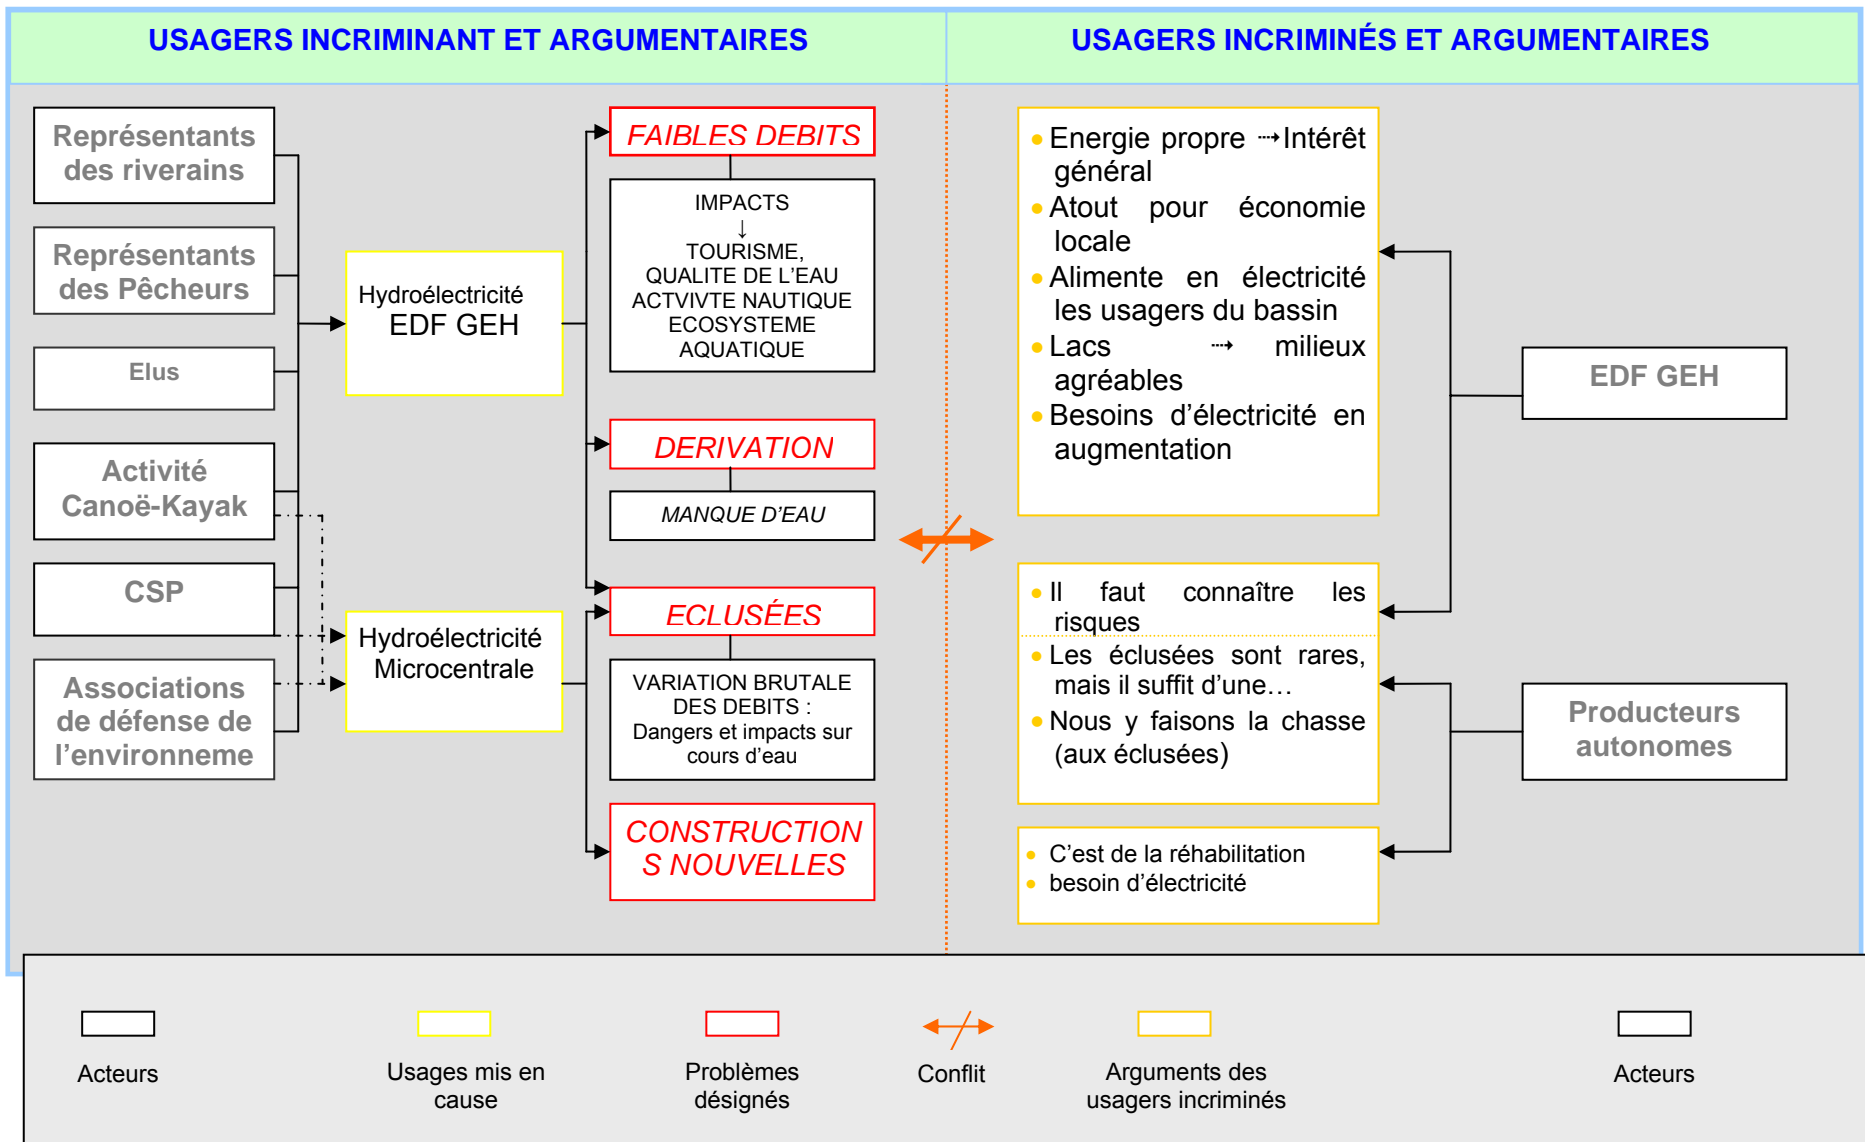 USAGERS INCRIMINANT ET ARGUMENTAIRES
USAGERS INCRIMINÉS ET ARGUMENTAIRES
Représentants
des riverains
Représentants
des Pêcheurs
Elus
Activité
Canoë-Kayak
CSP
Associations
de défense de
l'environneme
Hydroélectricité
EDF GEH
Hydroélectricité
Microcentrale
FAIBLES DEBITS
IMPACTS
↓
TOURISME,
QUALITE DE L'EAU
ACTVIVTE NAUTIQUE
ECOSYSTEME
AQUATIQUE
DERIVATION
MANQUE D'EAU
ECLUSÉES
VARIATION BRUTALE
DES DEBITS :
Dangers et impacts sur
cours d'eau
CONSTRUCTION
S NOUVELLES
• Energie propre ⇢Intérêt
général
• Atout pour économie
locale
• Alimente en électricité
les usagers du bassin
• Lacs ⇢ milieux
agréables
• Besoins d'électricité en
augmentation
• Il faut connaître les
risques
• Les éclusées sont rares,
mais il suffit d'une…
• Nous y faisons la chasse
(aux éclusées)
• C'est de la réhabilitation
• besoin d'électricité
EDF GEH
Producteurs
autonomes
Acteurs
Usages mis en
cause
Problèmes
désignés
Conflit
Arguments des
usagers incriminés
Acteurs